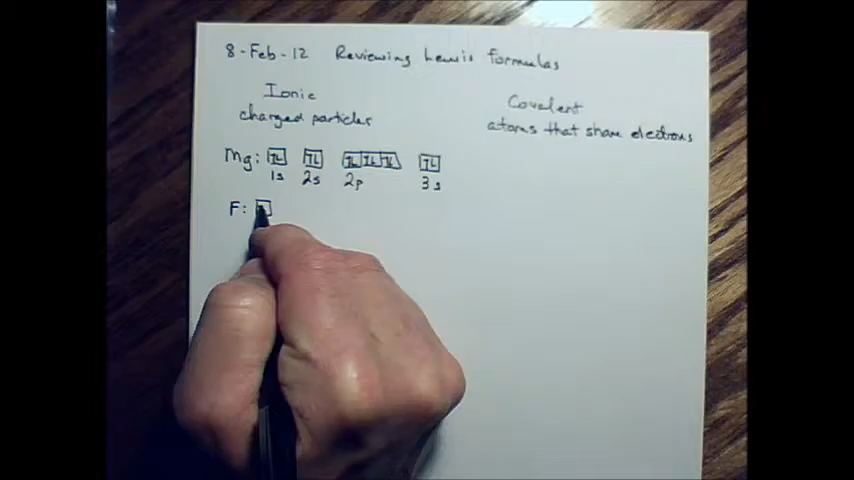 8-Feb-12 Reviewing Lewis formulas
Ionic
charged particles
Covalent
atoms that share electrons
Mg: ↑↓ ↑↓ ↑↓ ↑↓ ↑↓ ↑↓
1s 2s 2p 3s
F: